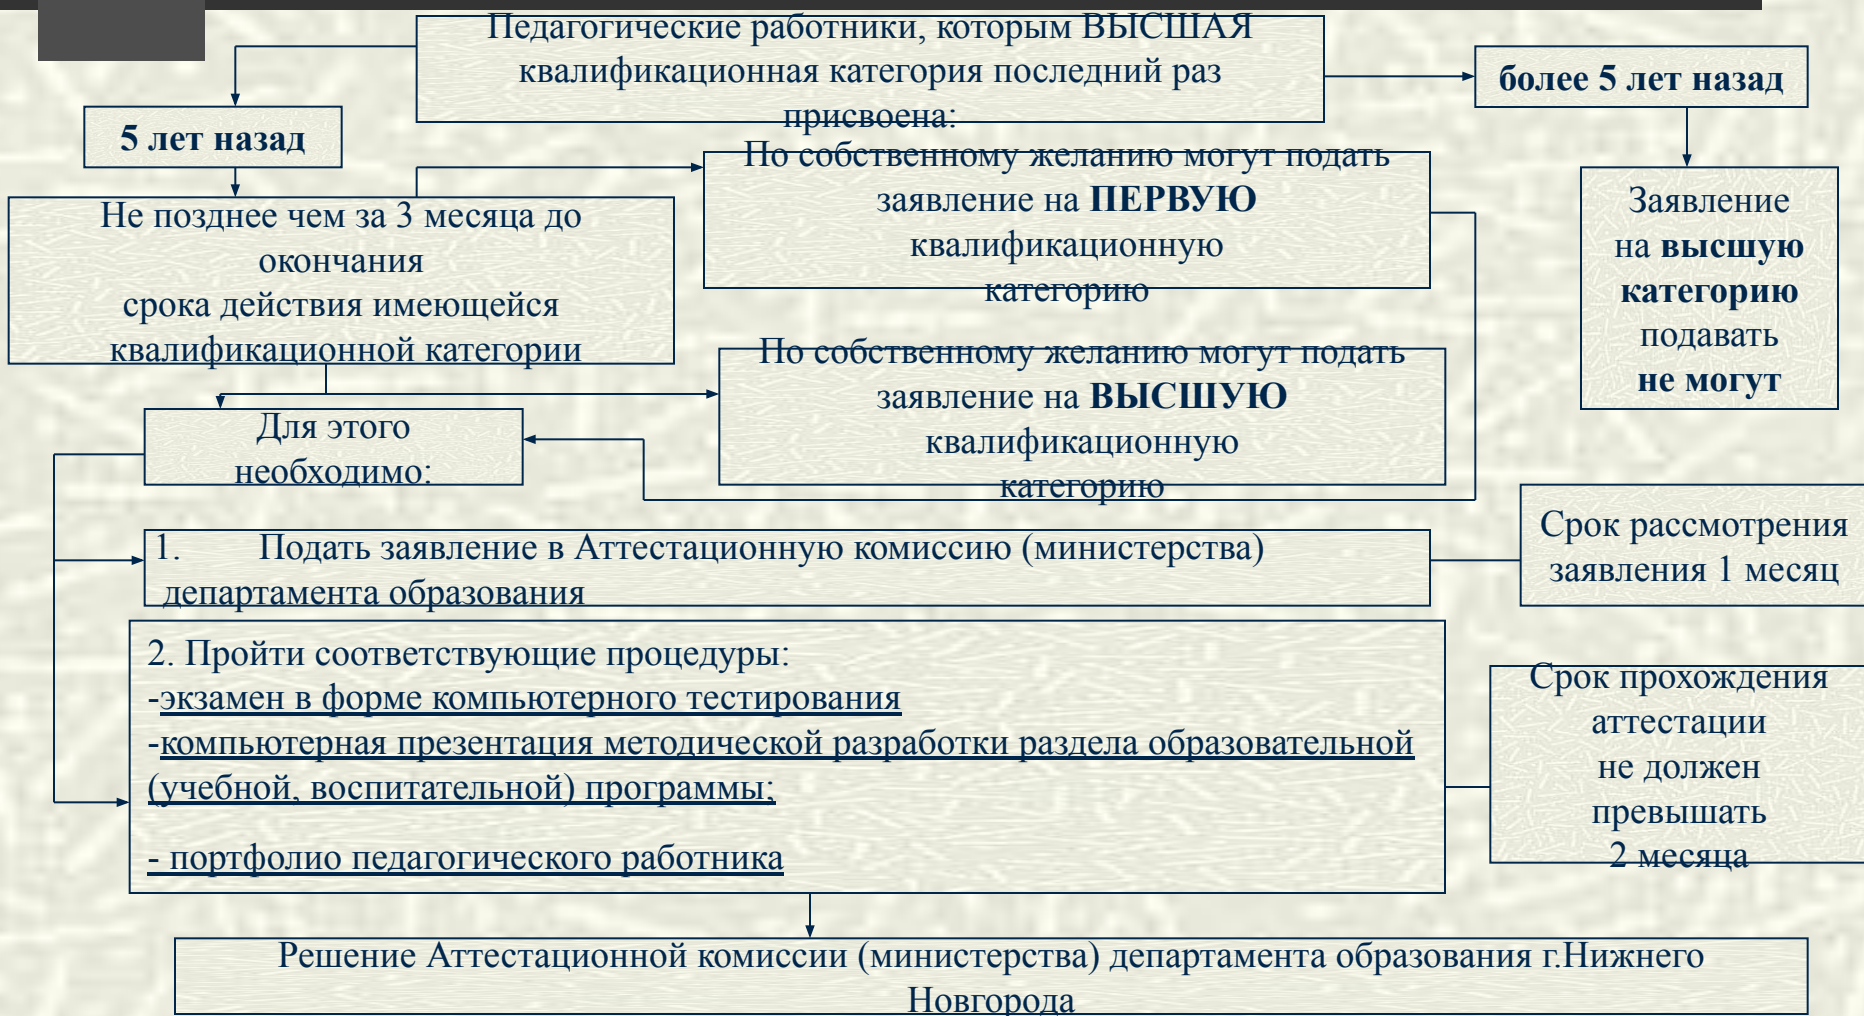 Педагогические работники, которым ВЫСШАЯ
квалификационная категория последний раз
присвоена:
более 5 лет назад
5 лет назад
По собственному желанию могут подать
заявление на ПЕРВУЮ
квалификационную
категорию
Заявление
на высшую
категорию
подавать
не могут
Не позднее чем за 3 месяца до
окончания
срока действия имеющейся
квалификационной категории
По собственному желанию могут подать
заявление на ВЫСШУЮ
квалификационную
категорию
Для этого
необходимо:
1. Подать заявление в Аттестационную комиссию (министерства)
департамента образования
Срок рассмотрения
заявления 1 месяц
2. Пройти соответствующие процедуры:
-экзамен в форме компьютерного тестирования
-компьютерная презентация методической разработки раздела образовательной
(учебной, воспитательной) программы;
- портфолио педагогического работника
Срок прохождения
аттестации
не должен
превышать
2 месяца
Решение Аттестационной комиссии (министерства) департамента образования г.Нижнего
Новгорода